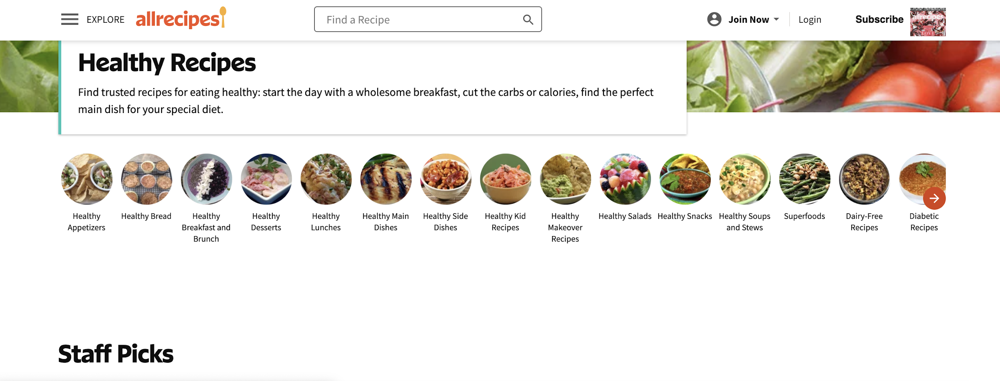 EXPLORE
allrecipes
Find a Recipe
Join Now
Login
Subscribe
allrecipes
LOVE
Healthy Recipes
Find trusted recipes for eating healthy: start the day with a wholesome breakfast, cut the carbs or calories, find the perfect
main dish for your special diet.
Healthy
Appetizers
Healthy Bread
Healthy
Breakfast and
Brunch
Healthy
Desserts
Healthy
Lunches
Healthy Main
Dishes
Healthy Side
Dishes
Healthy Kid
Recipes
Healthy
Makeover
Recipes
Healthy Salads
Healthy Snacks
Healthy Soups
and Stews
Superfoods
Dairy-Free
Recipes
Diabetic
Recipes
Staff Picks